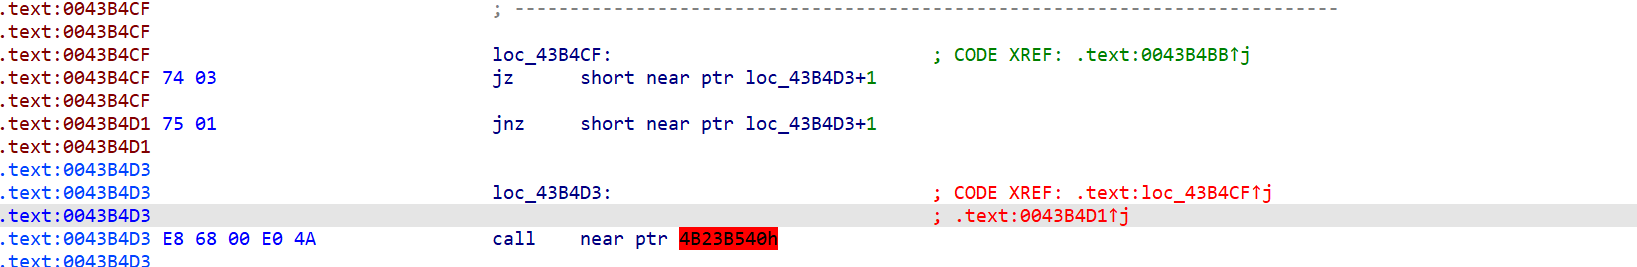 .text:0043B4CF ; ---------------------------------------------------------------------------
.text:0043B4CF
.text:0043B4CF loc_43B4CF: ; CODE XREF: .text:0043B4BB↑j
.text:0043B4CF 74 03 jz short near ptr loc_43B4D3+1
.text:0043B4CF
.text:0043B4D1 75 01 jnz short near ptr loc_43B4D3+1
.text:0043B4D1
.text:0043B4D3
.text:0043B4D3 loc_43B4D3: ; CODE XREF: .text:loc_43B4CF↑j
.text:0043B4D3 ; .text:0043B4D1↑j
.text:0043B4D3 E8 68 00 E0 4A call near ptr 4B23B540h
.text:0043B4D3